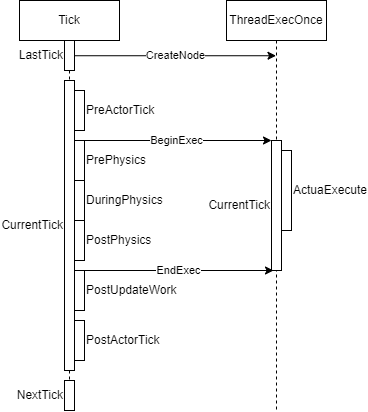 Tick
ThreadExecOnce
LastTick
CreateNode
PreActorTick
BeginExec
PrePhysics
ActuaExecute
DuringPhysics
CurrentTick
CurrentTick
PostPhysics
EndExec
PostUpdateWork
PostActorTick
NextTick